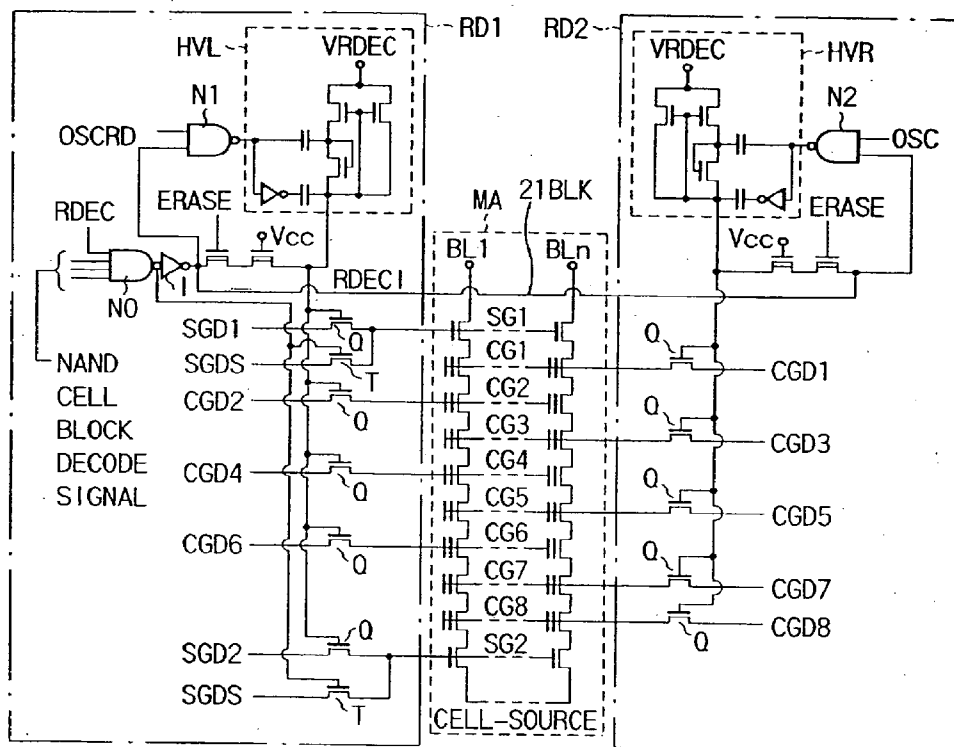 RD1
RD2
HVL
VRDEC
VRDEC
HVR
N1
N2
OSCRD
OSC
ERASE
MA
21BLK
ERASE
RDEC
Vcc
BL1
BLn
Vcc
I
RDECI
N0
SGD1
Q
SG1
Q
NAND
SGDS
T
CG1
CGD1
CELL
CGD2
Q
CG2
Q
BLOCK
CG3
CGD3
DECODE
CGD4
Q
CG4
SIGNAL
Q
CG5
CGD5
CGD6
Q
CG6
Q
CG7
CGD7
CG8
Q
CGD8
Q
SGD2
SG2
SGDS
T
CELL-SOURCE